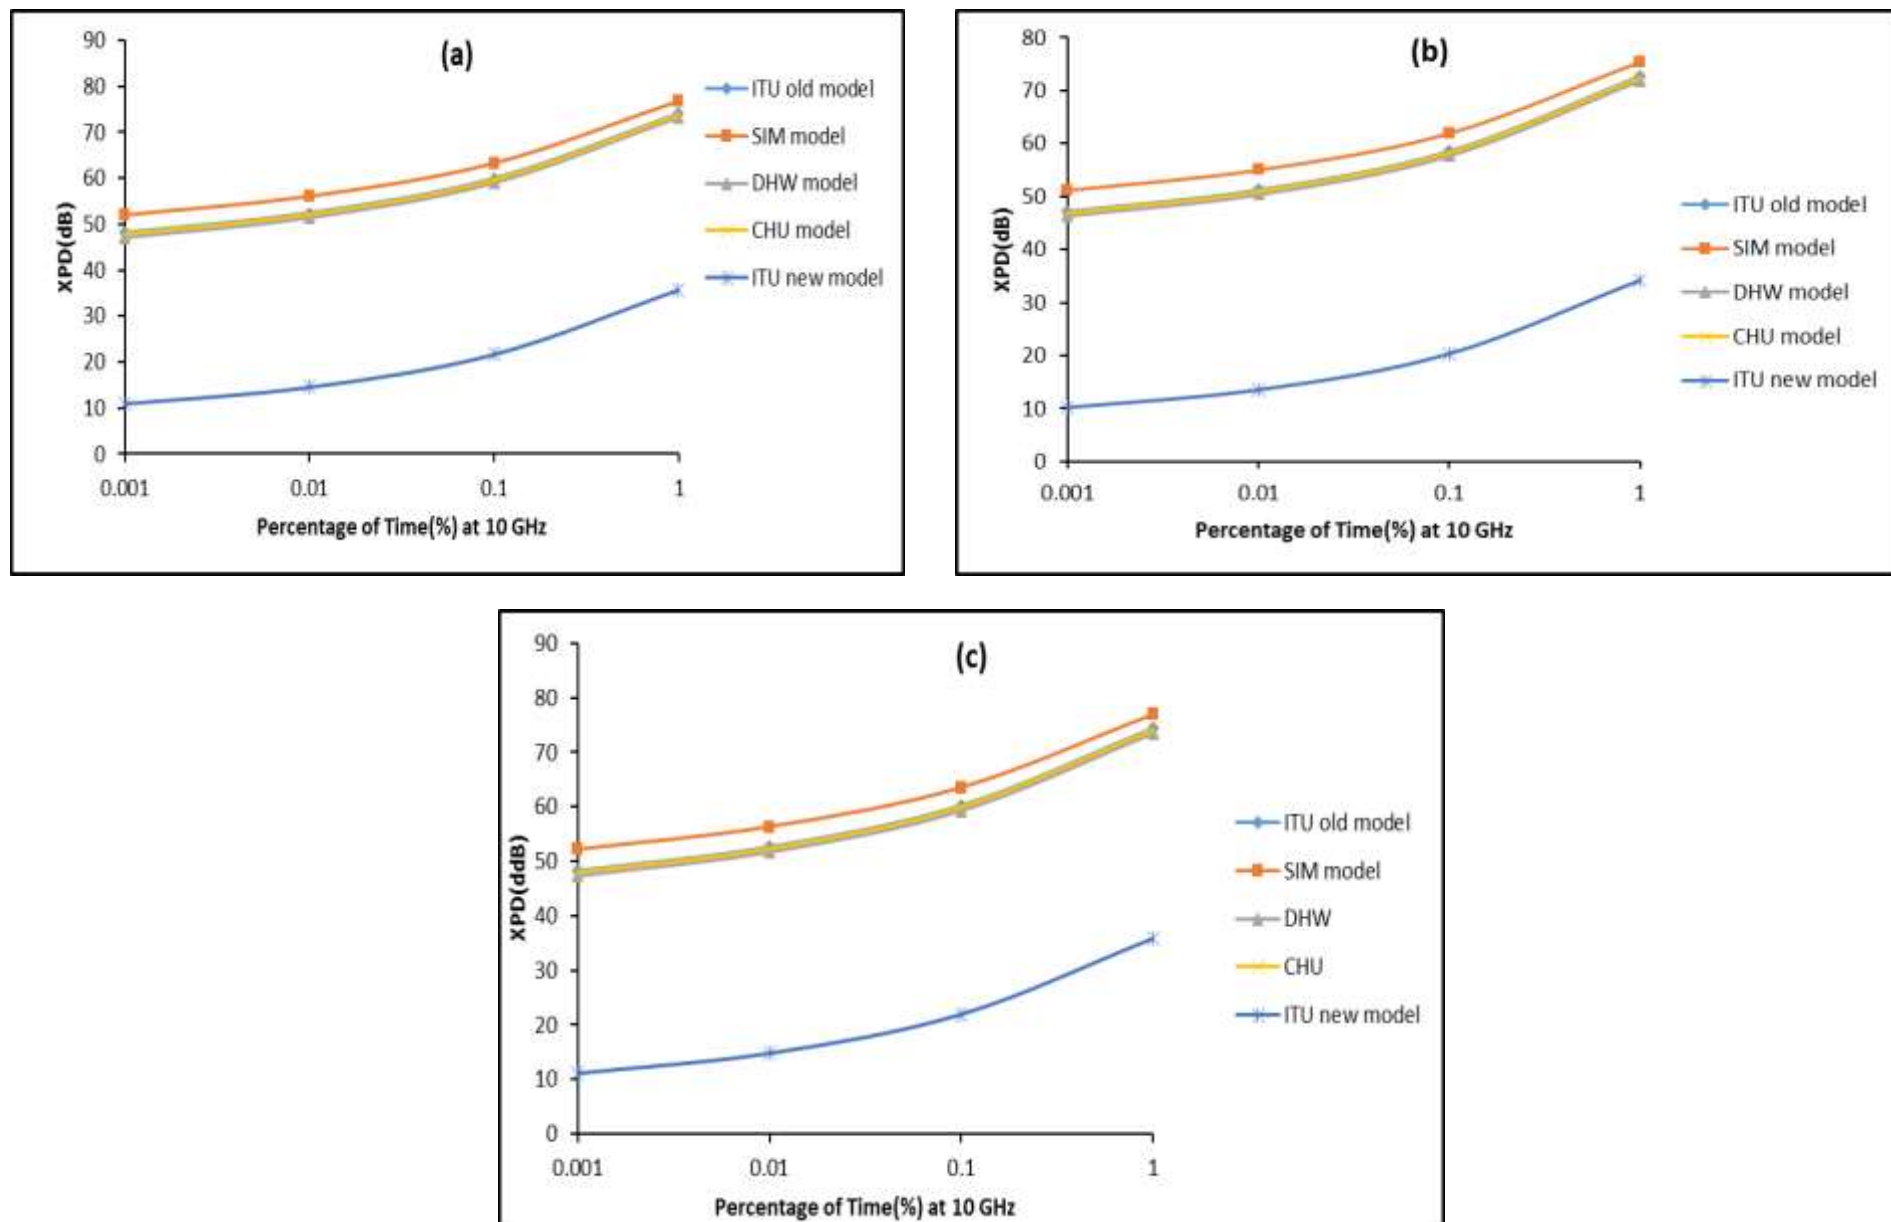 (a)
90
80
70
60
50
40
30
20
10
0
XPD(dB)
0.001 0.01 0.1 1
Percentage of Time(%) at 10 GHz
ITU old model
SIM model
DHW model
CHU model
ITU new model
(b)
80
70
60
50
40
30
20
10
0
XPD(dB)
0.001 0.01 0.1 1
Percentage of Time(%) at 10 GHz
ITU old model
SIM model
DHW model
CHU model
ITU new model
(c)
90
80
70
60
50
40
30
20
10
0
XPD(ddB)
0.001 0.01 0.1 1
Percentage of Time(%) at 10 GHz
ITU old model
SIM model
DHW
CHU
ITU new model